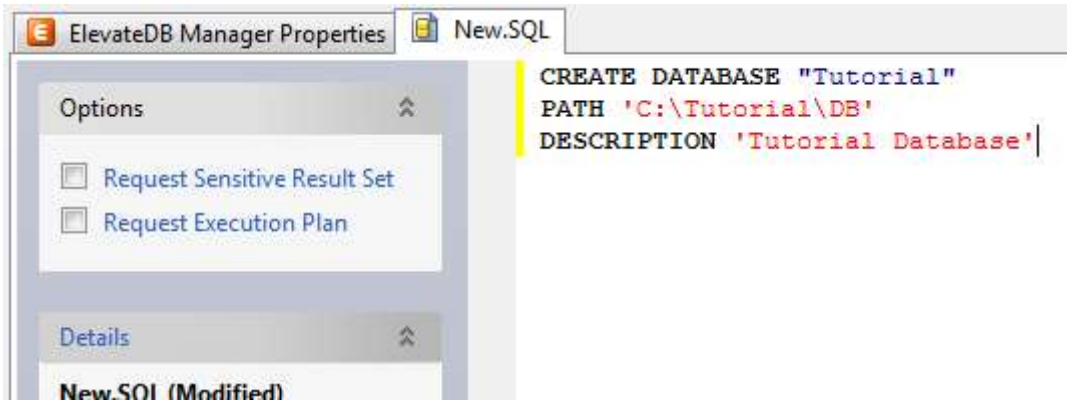 ElevateDB Manager Properties
New.SQL
Options
Request Sensitive Result Set
Request Execution Plan
Details
New.SQL (Modified)
CREATE DATABASE "Tutorial"
PATH 'C:\Tutorial\DB'
DESCRIPTION 'Tutorial Database'